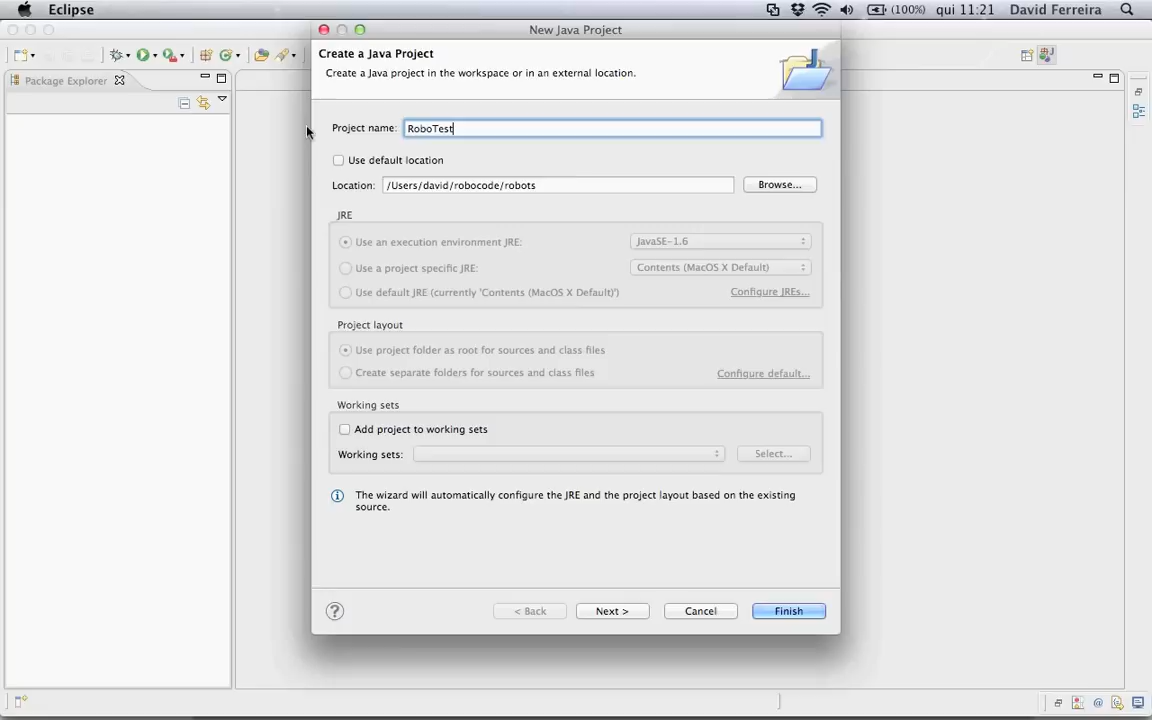 Eclipse
(100%)
qui 11:21
David Ferreira
New Java Project
Create a Java Project
Create a Java project in the workspace or in an external location.
Package Explorer
Project name:
RoboTest
Use default location
Location:
/Users/david/robocode/robots
Browse...
JRE
Use an execution environment JRE:
JavaSE-1.6
Use a project specific JRE:
Contents (MacOS X Default)
Use default JRE (currently 'Contents (MacOS X Default)')
Configure JREs...
Project layout
Use project folder as root for sources and class files
Create separate folders for sources and class files
Configure default...
Working sets
Add project to working sets
Working sets:
Select...
The wizard will automatically configure the JRE and the project layout based on the existing
source.
?
< Back
Next >
Cancel
Finish